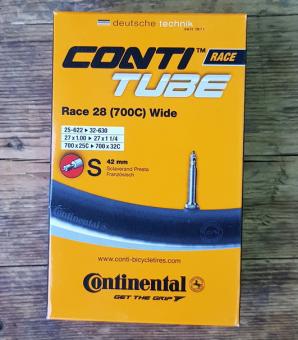 deutsche technik
CONTI™ RACE
TUBE
Race 28 (700C) Wide
25-622 → 32-630
27 x 1.00 → 27 x 1 1/4
700 x 25C → 700 x 32C
S 42 mm
Sclaverand Presta
Französisch
www.conti-bicycletires.com
Continental
GET THE GRIP